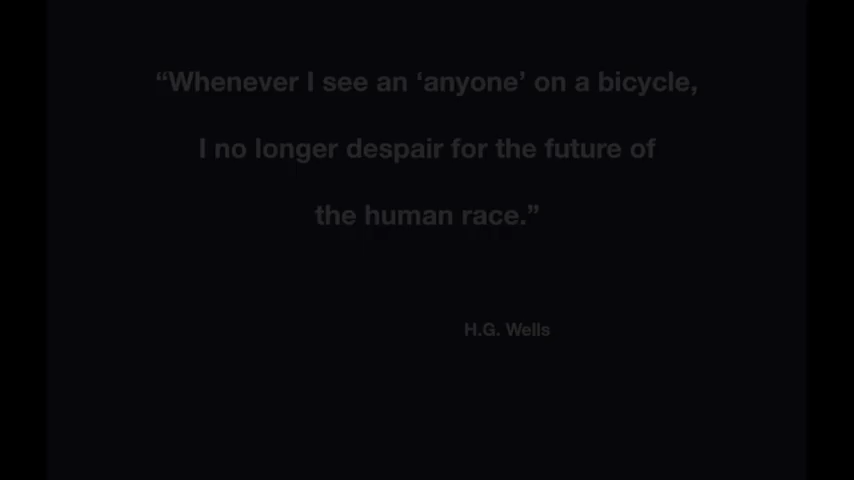 “Whenever I see an ‘anyone’ on a bicycle,
I no longer despair for the future of
the human race.”
H.G. Wells